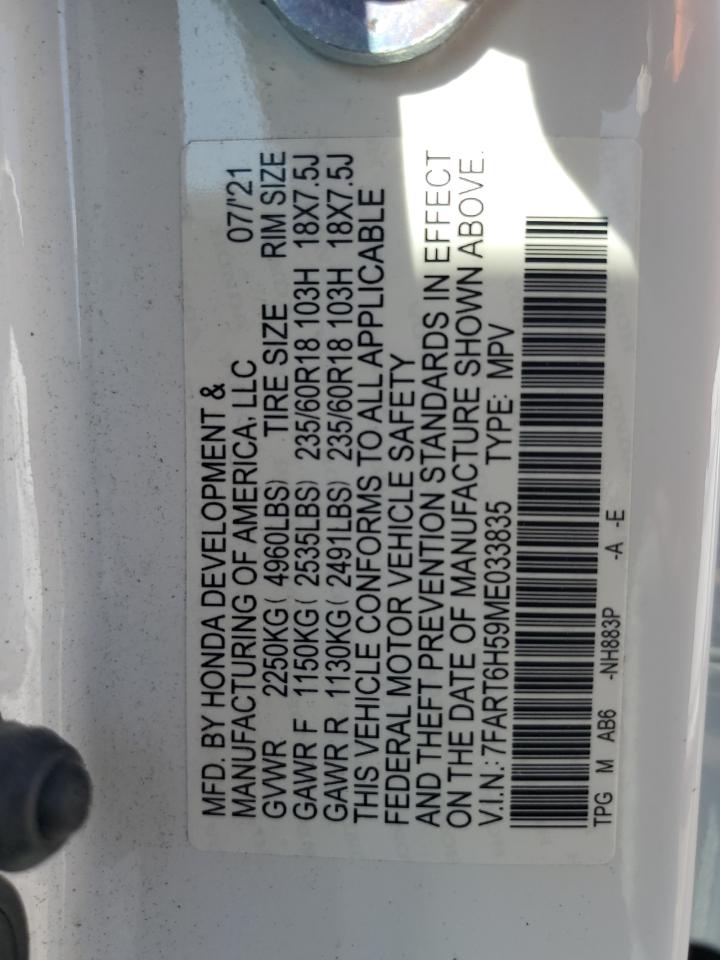 MFD. BY HONDA DEVELOPMENT &
MANUFACTURING OF AMERICA, LLC 07/'21
GVWR 2250KG( 4960LBS) TIRE SIZE RIM SIZE
GAWR F 1150KG( 2535LBS) 235/60R18 103H 18X7.5J
GAWR R 1130KG( 2491LBS) 235/60R18 103H 18X7.5J
THIS VEHICLE CONFORMS TO ALL APPLICABLE
FEDERAL MOTOR VEHICLE SAFETY
AND THEFT PREVENTION STANDARDS IN EFFECT
ON THE DATE OF MANUFACTURE SHOWN ABOVE.
V.I.N.: 7FART6H59ME033835 TYPE: MPV
TPG M AB6 -NH883P -A -E